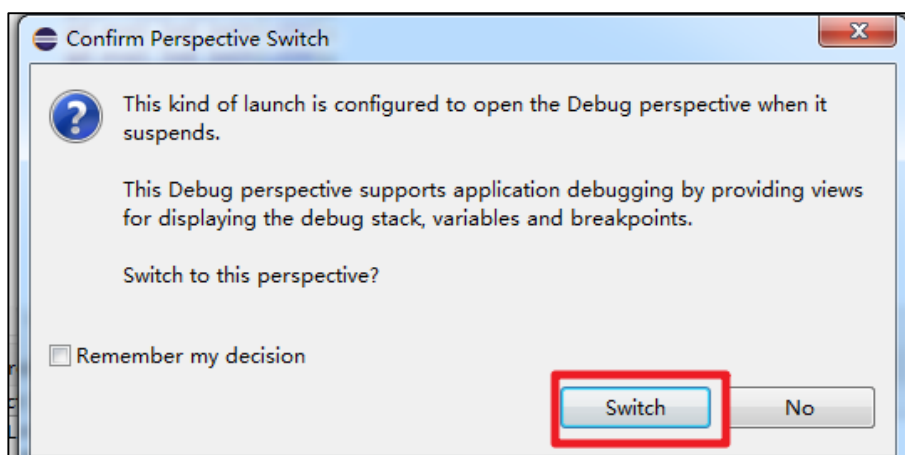 Confirm Perspective Switch
This kind of launch is configured to open the Debug perspective when it
suspends.
This Debug perspective supports application debugging by providing views
for displaying the debug stack, variables and breakpoints.
Switch to this perspective?
Remember my decision
Switch No